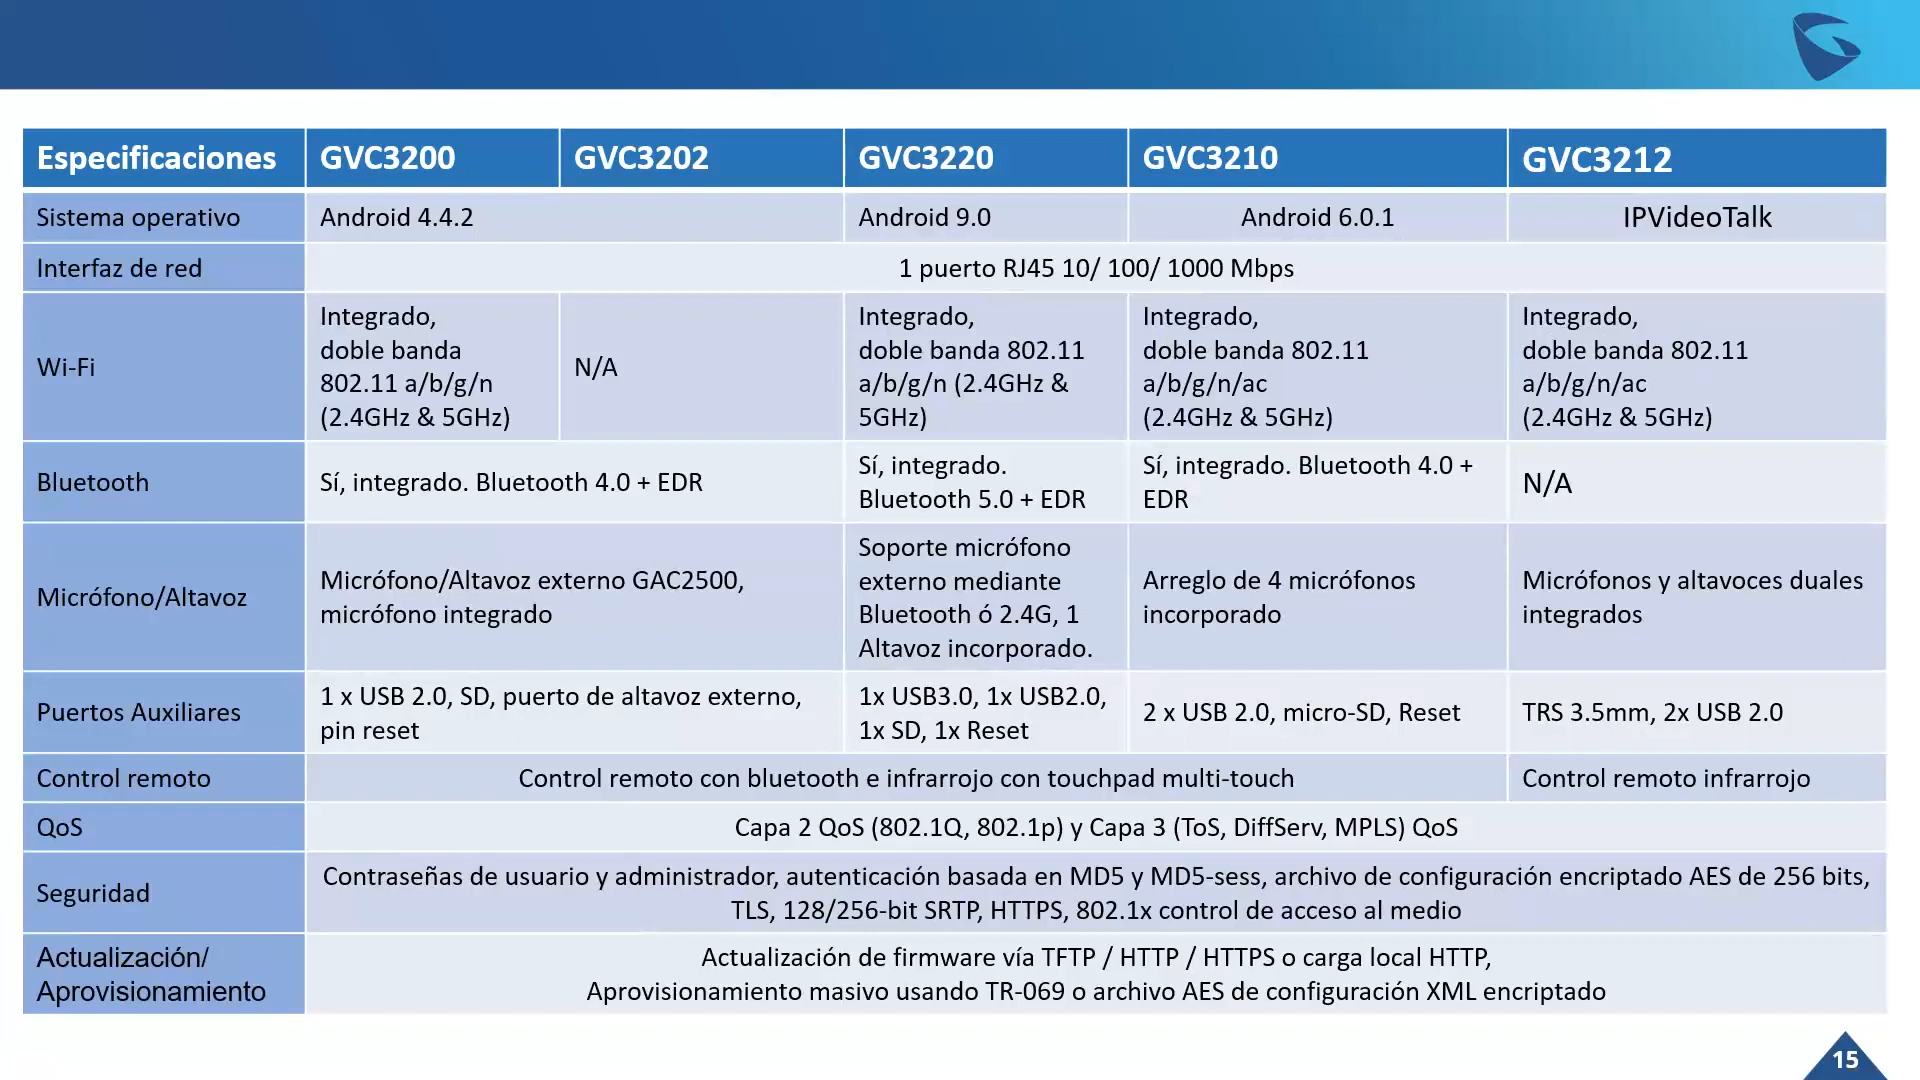 Especificaciones GVC3200 GVC3202 GVC3220 GVC3210 GVC3212
Sistema operativo Android 4.4.2 Android 9.0 Android 6.0.1 IPVideoTalk
Interfaz de red 1 puerto RJ45 10/ 100/ 1000 Mbps
Wi-Fi
Integrado,
doble banda
802.11 a/b/g/n
(2.4GHz & 5GHz)
N/A
Integrado,
doble banda 802.11
a/b/g/n (2.4GHz &
5GHz)
Integrado,
doble banda 802.11
a/b/g/n/ac
(2.4GHz & 5GHz)
Integrado,
doble banda 802.11
a/b/g/n/ac
(2.4GHz & 5GHz)
Bluetooth
Sí, integrado. Bluetooth 4.0 + EDR
Sí, integrado.
Bluetooth 5.0 + EDR
Sí, integrado. Bluetooth 4.0 +
EDR
N/A
Micrófono/Altavoz
Micrófono/Altavoz externo GAC2500,
micrófono integrado
Soporte micrófono
externo mediante
Bluetooth ó 2.4G, 1
Altavoz incorporado.
Arreglo de 4 micrófonos
incorporado
Micrófonos y altavoces duales
integrados
Puertos Auxiliares
1 x USB 2.0, SD, puerto de altavoz externo,
pin reset
1x USB3.0, 1x USB2.0,
1x SD, 1x Reset
2 x USB 2.0, micro-SD, Reset
TRS 3.5mm, 2x USB 2.0
Control remoto Control remoto con bluetooth e infrarrojo con touchpad multi-touch Control remoto infrarrojo
QoS Capa 2 QoS (802.1Q, 802.1p) y Capa 3 (ToS, DiffServ, MPLS) QoS
Seguridad
Contraseñas de usuario y administrador, autenticación basada en MD5 y MD5-sess, archivo de configuración encriptado AES de 256 bits,
TLS, 128/256-bit SRTP, HTTPS, 802.1x control de acceso al medio
Actualización/
Aprovisionamiento
Actualización de firmware vía TFTP / HTTP / HTTPS o carga local HTTP,
Aprovisionamiento masivo usando TR-069 o archivo AES de configuración XML encriptado
15